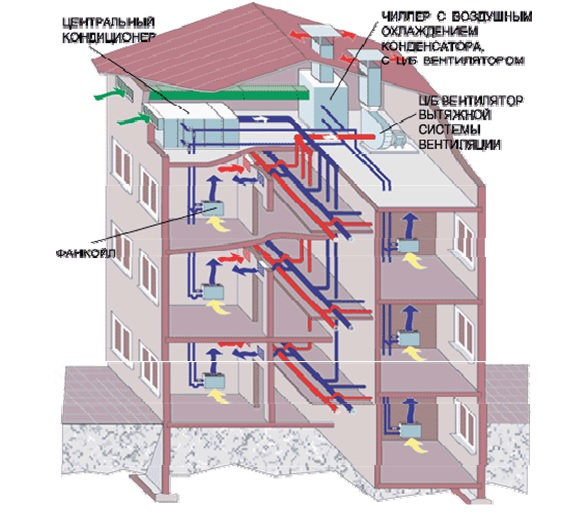 ЦЕНТРАЛЬНЫЙ
КОНДИЦИОНЕР
ЧИЛЛЕР С ВОЗДУШНЫМ
ОХЛАЖДЕНИЕМ
КОНДЕНСАТОРА,
С Ц/Б ВЕНТИЛЯТОРОМ
Ц/Б ВЕНТИЛЯТОР
ВЫТЯЖНОЙ
СИСТЕМЫ
ВЕНТИЛЯЦИИ
ФАНКОЙЛ